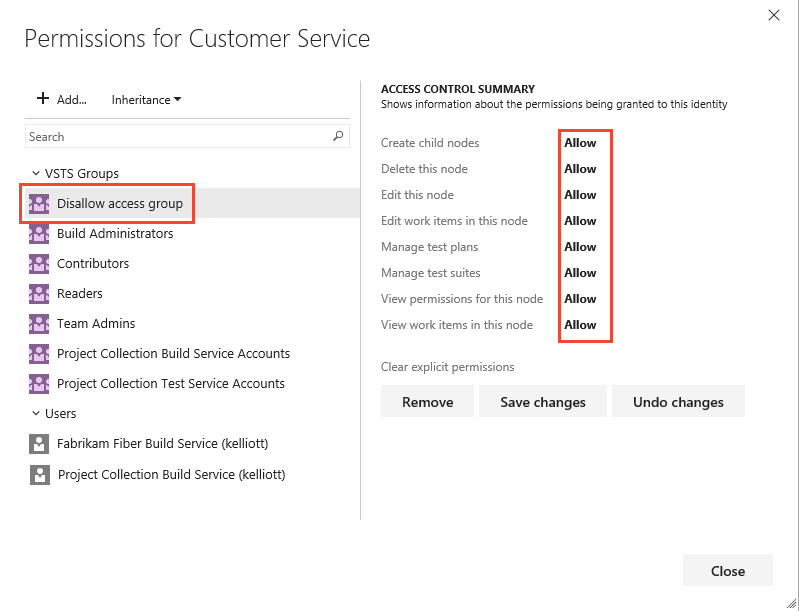 Permissions for Customer Service
Add... Inheritance
Search
VSTS Groups
Disallow access group
Build Administrators
Contributors
Readers
Team Admins
Project Collection Build Service Accounts
Project Collection Test Service Accounts
Users
Fabrikam Fiber Build Service (kelliott)
Project Collection Build Service (kelliott)
ACCESS CONTROL SUMMARY
Shows information about the permissions being granted to this identity
Create child nodes Allow
Delete this node Allow
Edit this node Allow
Edit work items in this node Allow
Manage test plans Allow
Manage test suites Allow
View permissions for this node Allow
View work items in this node Allow
Clear explicit permissions
Remove Save changes Undo changes
Close